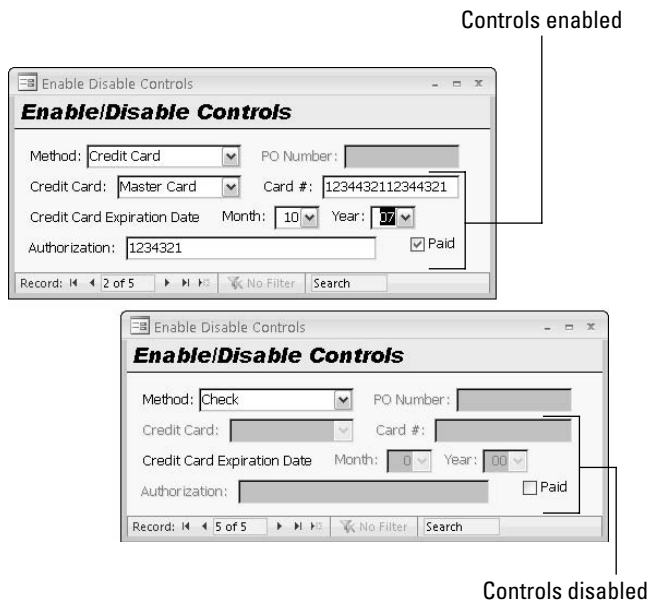 Controls enabled
Enable Disable Controls
Enable/Disable Controls
Method: Credit Card PO Number:
Credit Card: Master Card Card #: 1234432112344321
Credit Card Expiration Date Month: 10 Year: 07
Authorization: 1234321 Paid
Record: 2 of 5 No Filter Search
Enable Disable Controls
Enable/Disable Controls
Method: Check PO Number:
Credit Card: Card #:
Credit Card Expiration Date Month: 0 Year: 00
Authorization: Paid
Record: 5 of 5 No Filter Search
Controls disabled